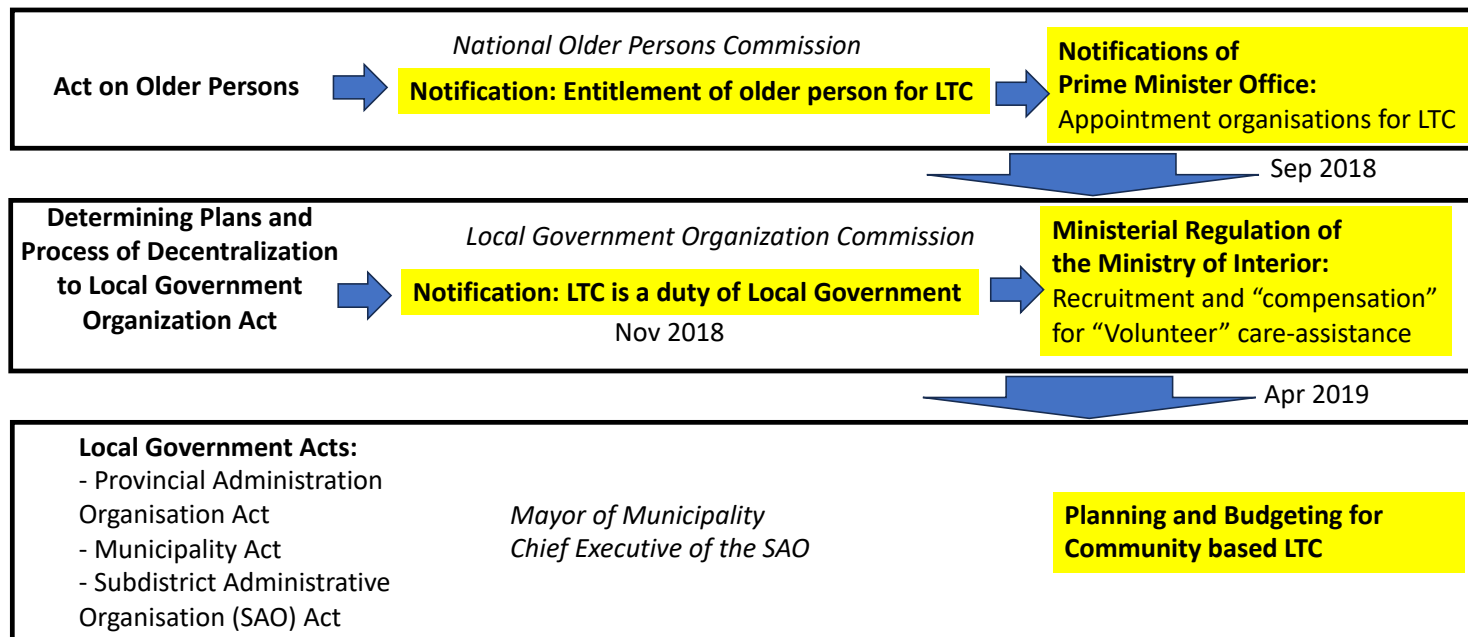 Act on Older Persons
National Older Persons Commission
Notification: Entitlement of older person for LTC
Notifications of
Prime Minister Office:
Appointment organisations for LTC
Sep 2018
Determining Plans and
Process of Decentralization
to Local Government
Organization Act
Local Government Organization Commission
Notification: LTC is a duty of Local Government
Nov 2018
Ministerial Regulation of
the Ministry of Interior:
Recruitment and “compensation”
for “Volunteer” care-assistance
Apr 2019
Local Government Acts:
- Provincial Administration
Organisation Act
- Municipality Act
- Subdistrict Administrative
Organisation (SAO) Act
Mayor of Municipality
Chief Executive of the SAO
Planning and Budgeting for
Community based LTC